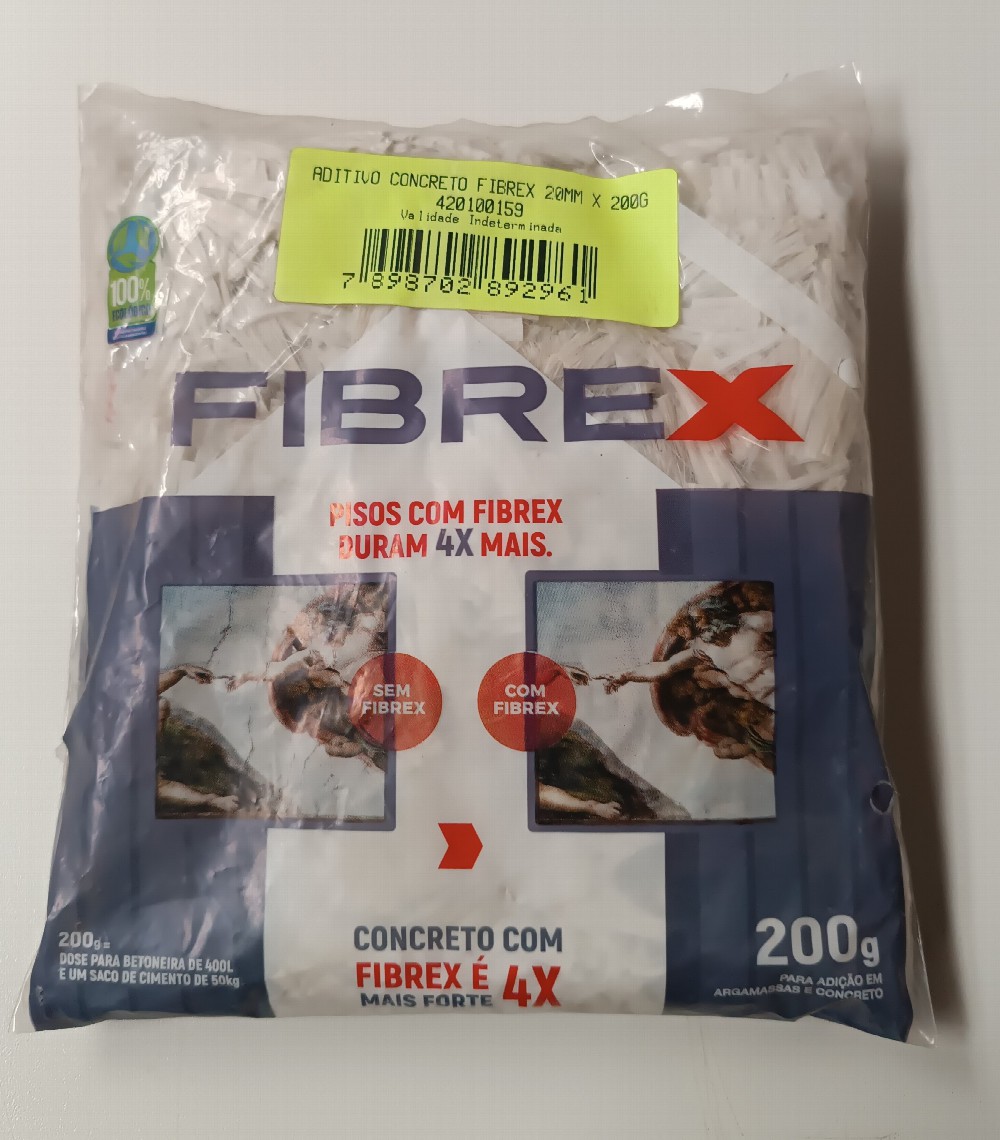 ADITIVO CONCRETO FIBREX 20MM X 200G
420100159
Validade Indeterminada
7 898702 892961
100%
FIBREX
PISOS COM FIBREX
DURAM 4X MAIS.
SEM
FIBREX
COM
FIBREX
200g=
DOSE PARA BETONEIRA DE 400L
E UM SACO DE CIMENTO DE 50kg
CONCRETO COM
FIBREX É 4X
MAIS FORTE
200g
PARA ADIÇÃO EM
ARGAMASSAS E CONCRETO